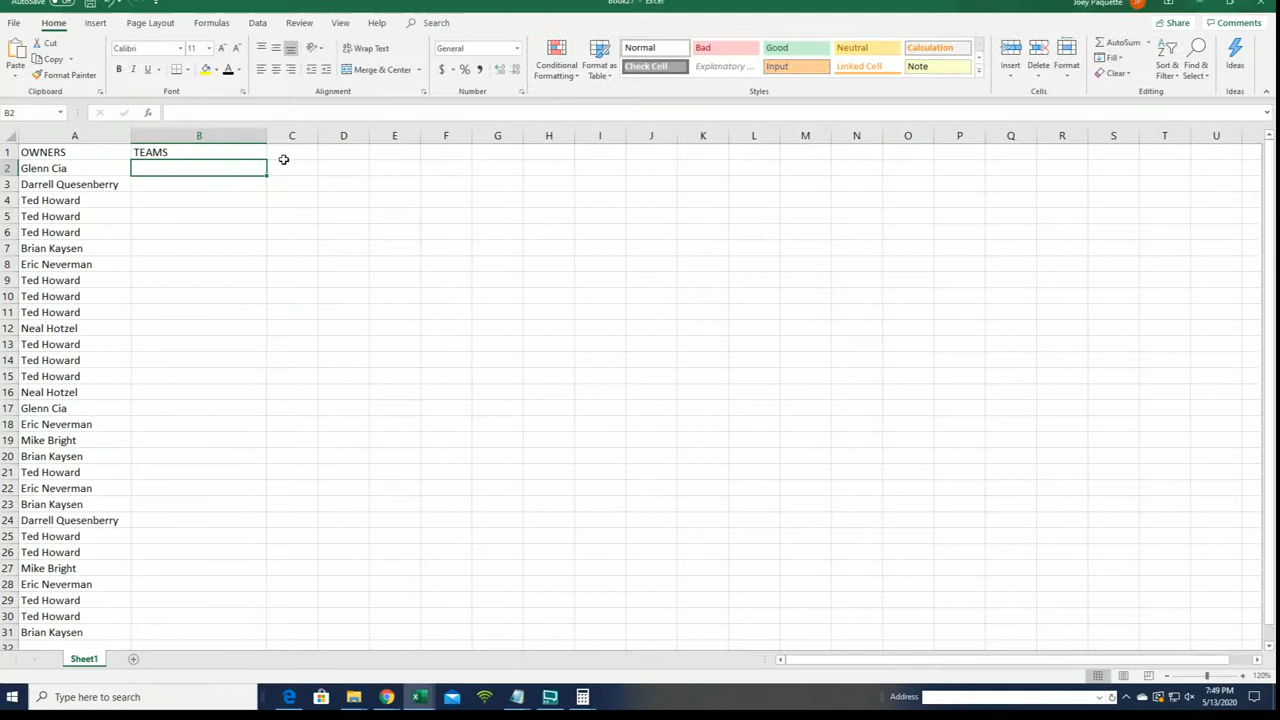 AutoSave
Book27 - Excel
Joey Paquette
JP
File Home Insert Page Layout Formulas Data Review View Help Search
Share Comments
Paste
Cut
Copy
Format Painter
Clipboard
Calibri 11
B I U
Font
Wrap Text
Merge & Center
Alignment
General
$ % ,
Number
Conditional Formatting
Format as Table
Normal Bad Good Neutral Calculation
Check Cell Explanatory ... Input Linked Cell Note
Styles
Insert Delete Format
Cells
AutoSum
Fill
Clear
Sort & Filter
Find & Select
Editing
Ideas
Ideas
B2 fx
A B C D E F G H I J K L M N O P Q R S T U
1 OWNERS TEAMS
2 Glenn Cia
3 Darrell Quesenberry
4 Ted Howard
5 Ted Howard
6 Ted Howard
7 Brian Kaysen
8 Eric Neverman
9 Ted Howard
10 Ted Howard
11 Ted Howard
12 Neal Hotzel
13 Ted Howard
14 Ted Howard
15 Ted Howard
16 Neal Hotzel
17 Glenn Cia
18 Eric Neverman
19 Mike Bright
20 Brian Kaysen
21 Ted Howard
22 Eric Neverman
23 Brian Kaysen
24 Darrell Quesenberry
25 Ted Howard
26 Ted Howard
27 Mike Bright
28 Eric Neverman
29 Ted Howard
30 Ted Howard
31 Brian Kaysen
32
Sheet1
120%
Type here to search
Address
7:49 PM
5/13/2020